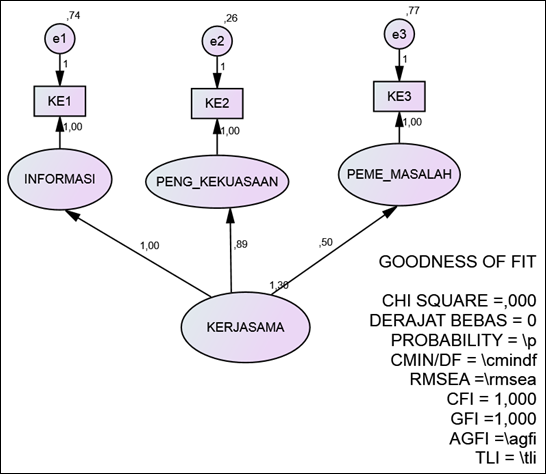 ,74
e1
1
KE1
1,00
INFORMASI
,26
e2
1
KE2
1,00
PENG_KEKUASAAN
,77
e3
1
KE3
1,00
PEME_MASALAH
1,00
,89
,50
1,30
KERJASAMA
GOODNESS OF FIT
CHI SQUARE =,000
DERAJAT BEBAS = 0
PROBABILITY = \p
CMIN/DF = \cmindf
RMSEA =\rmsea
CFI = 1,000
GFI =1,000
AGFI =\agfi
TLI = \tli